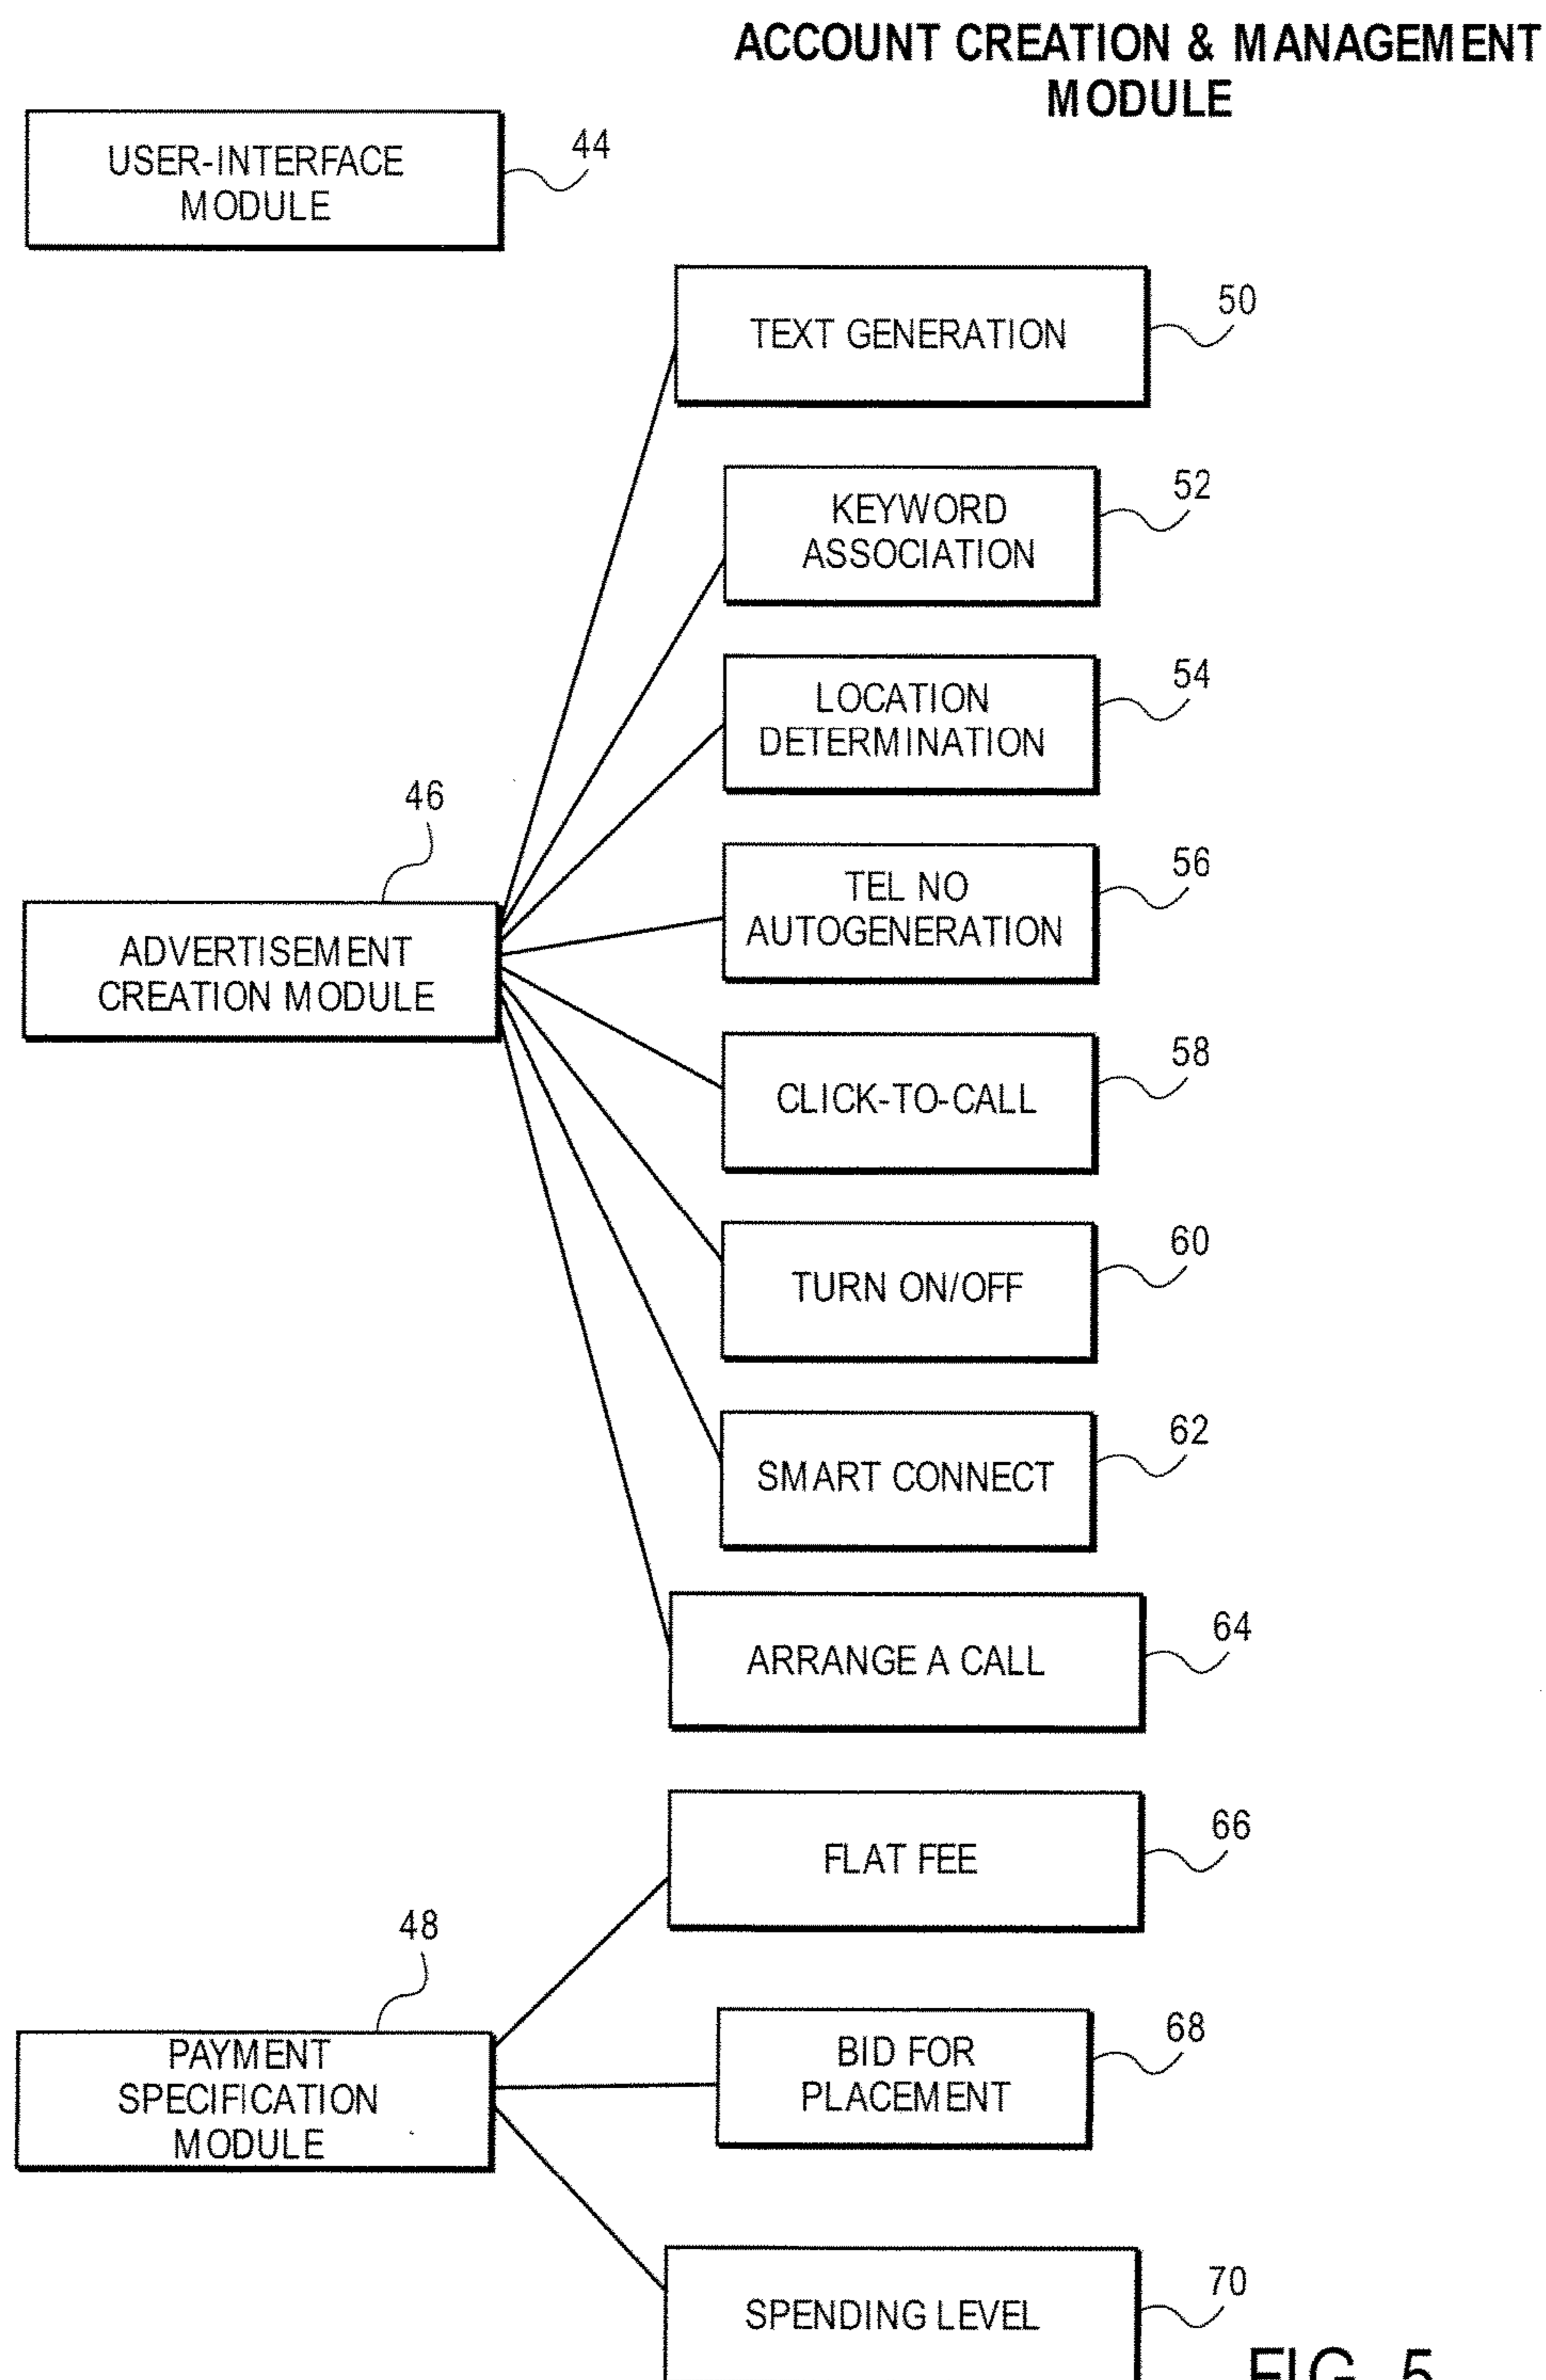 ACCOUNT CREATION & MANAGEMENT
MODULE
USER-INTERFACE
MODULE
44
TEXT GENERATION
50
KEYWORD
ASSOCIATION
52
LOCATION
DETERMINATION
54
46
ADVERTISEMENT
CREATION MODULE
TEL NO
AUTOGENERATION
56
CLICK-TO-CALL
58
TURN ON/OFF
60
SMART CONNECT
62
ARRANGE A CALL
64
FLAT FEE
66
48
PAYMENT
SPECIFICATION
MODULE
BID FOR
PLACEMENT
68
SPENDING LEVEL
70
FIG. 5